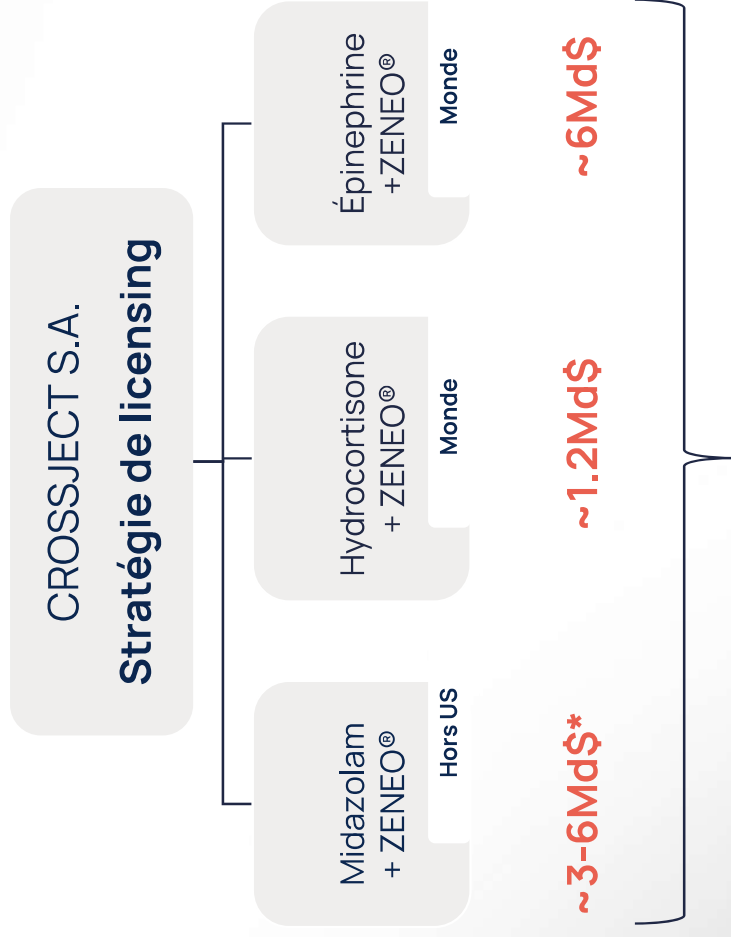 CROSSJECT S.A.
Stratégie de licensing
Midazolam
+ ZENEO®
Hors US
~3-6Md$*
Hydrocortisone
+ ZENEO®
Monde
~1.2Md$
Épinephrine
+ZENEO®
Monde
~6Md$